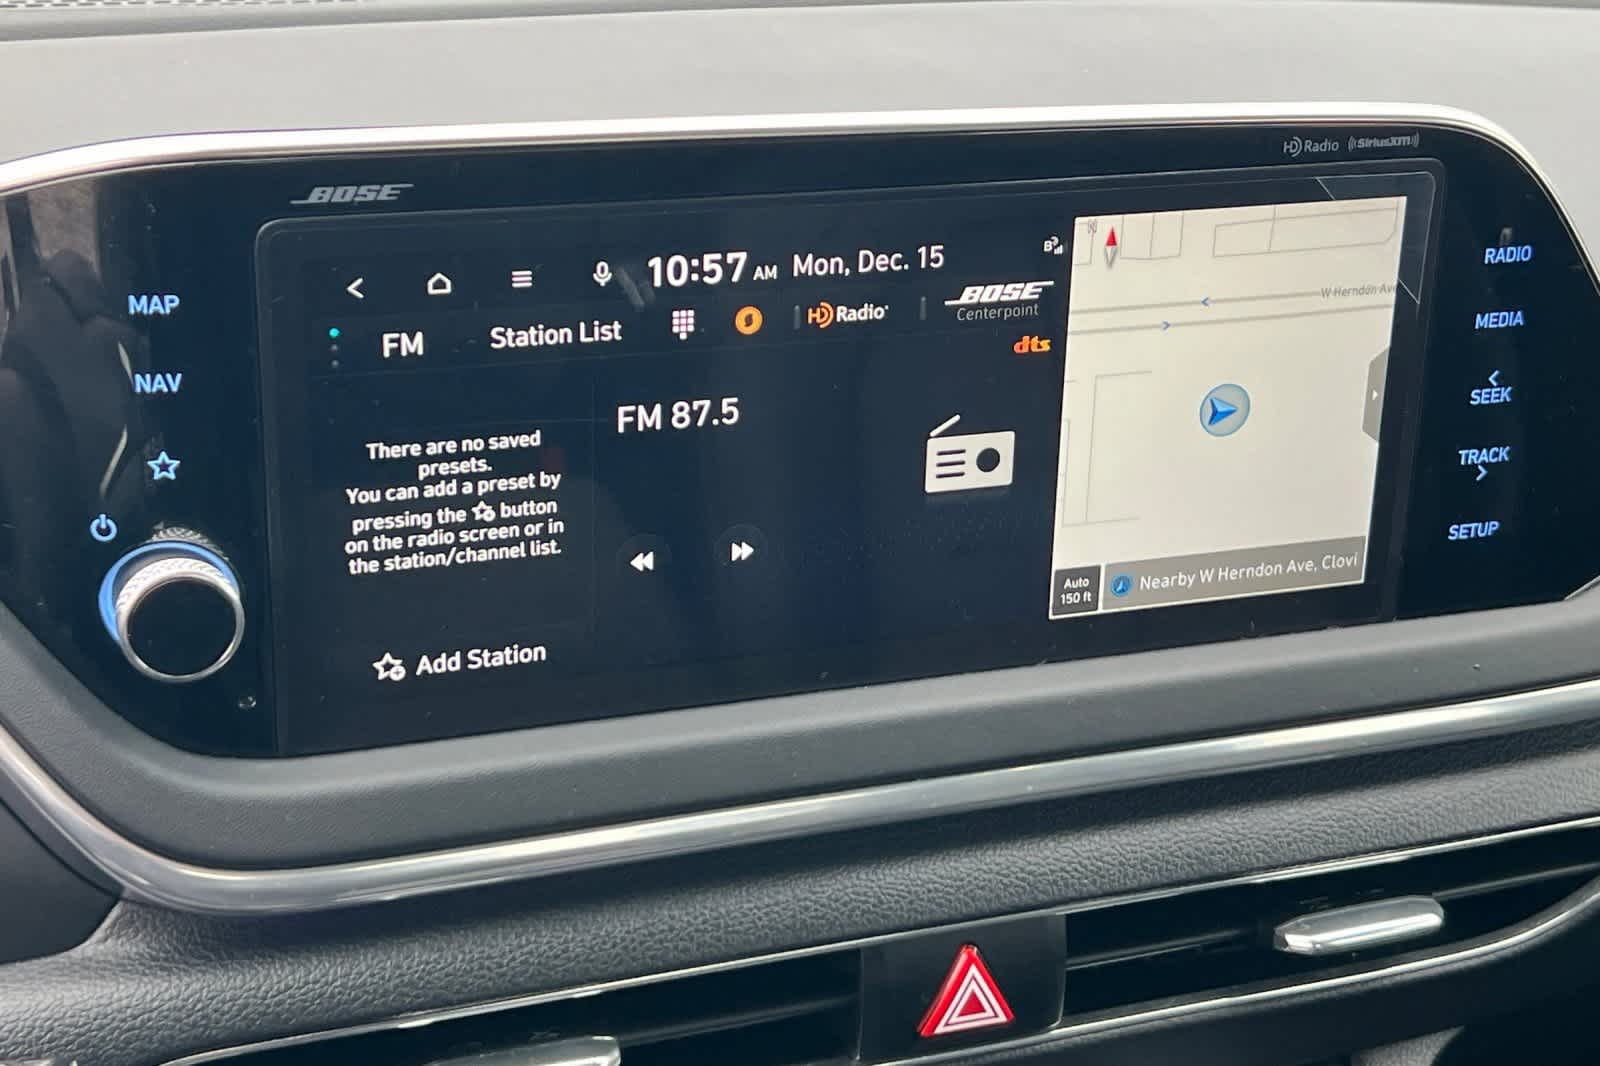 HD Radio
((SiriusXM))
BOSE
10:57 AM Mon, Dec. 15
B
N
RADIO
MAP
FM
Station List
HD Radio
BOSE
Centerpoint
dts
W Herndon Ave
MEDIA
NAV
FM 87.5
SEEK
There are no saved
presets.
You can add a preset by
pressing the button
on the radio screen or in
the station/channel list.
TRACK
SETUP
Auto
150 ft
Nearby W Herndon Ave, Clovi
Add Station